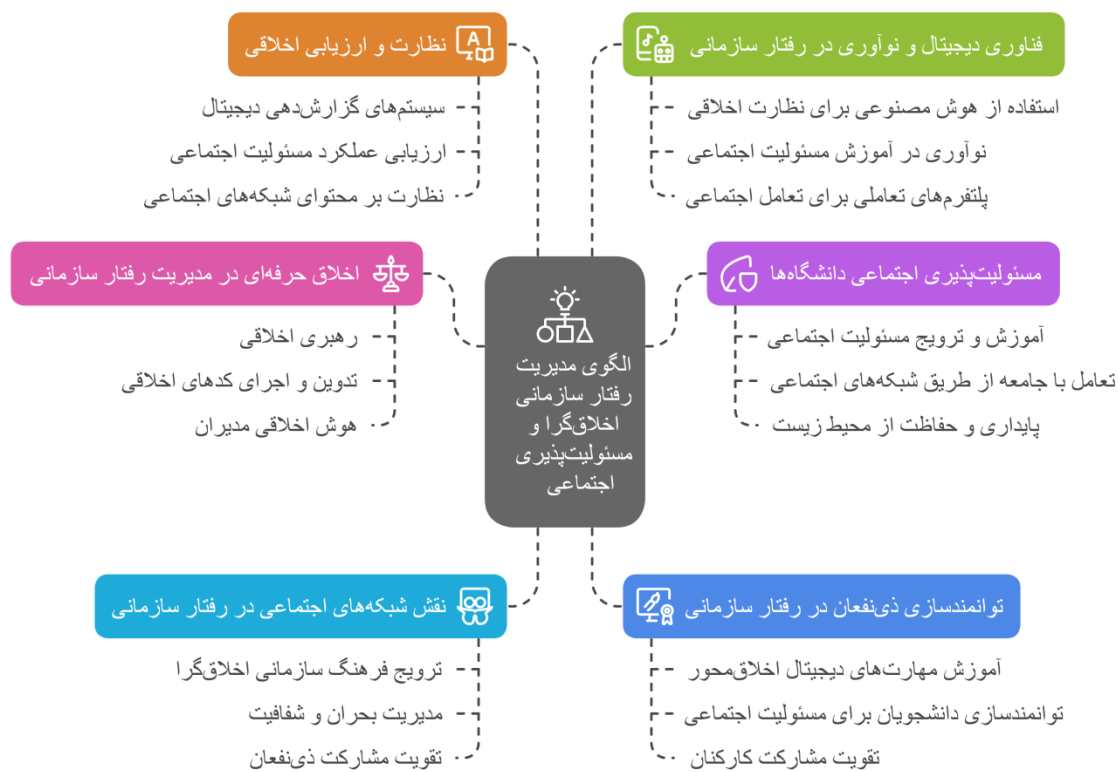 فناوری دیجیتال و نوآوری در رفتار سازمانی
استفاده از هوش مصنوعی برای نظارت اخلاقی
نوآوری در آموزش مسئولیت اجتماعی
پلتفرم‌های تعاملی برای تعامل اجتماعی
نظارت و ارزیابی اخلاقی
سیستم‌های گزارش‌دهی دیجیتال
ارزیابی عملکرد مسئولیت اجتماعی
نظارت بر محتوای شبکه‌های اجتماعی
مسئولیت‌پذیری اجتماعی دانشگاه‌ها
آموزش و ترویج مسئولیت اجتماعی
تعامل با جامعه از طریق شبکه‌های اجتماعی
پایداری و حفاظت از محیط زیست
الگوی مدیریت
رفتار سازمانی
اخلاق‌گرا و
مسئولیت‌پذیری
اجتماعی
اخلاق حرفه‌ای در مدیریت رفتار سازمانی
رهبری اخلاقی
تدوین و اجرای کدهای اخلاقی
هوش اخلاقی مدیران
توانمندسازی ذی‌نفعان در رفتار سازمانی
آموزش مهارت‌های دیجیتال اخلاق‌محور
توانمندسازی دانشجویان برای مسئولیت اجتماعی
تقویت مشارکت کارکنان
نقش شبکه‌های اجتماعی در رفتار سازمانی
ترویج فرهنگ سازمانی اخلاق‌گرا
مدیریت بحران و شفافیت
تقویت مشارکت ذی‌نفعان